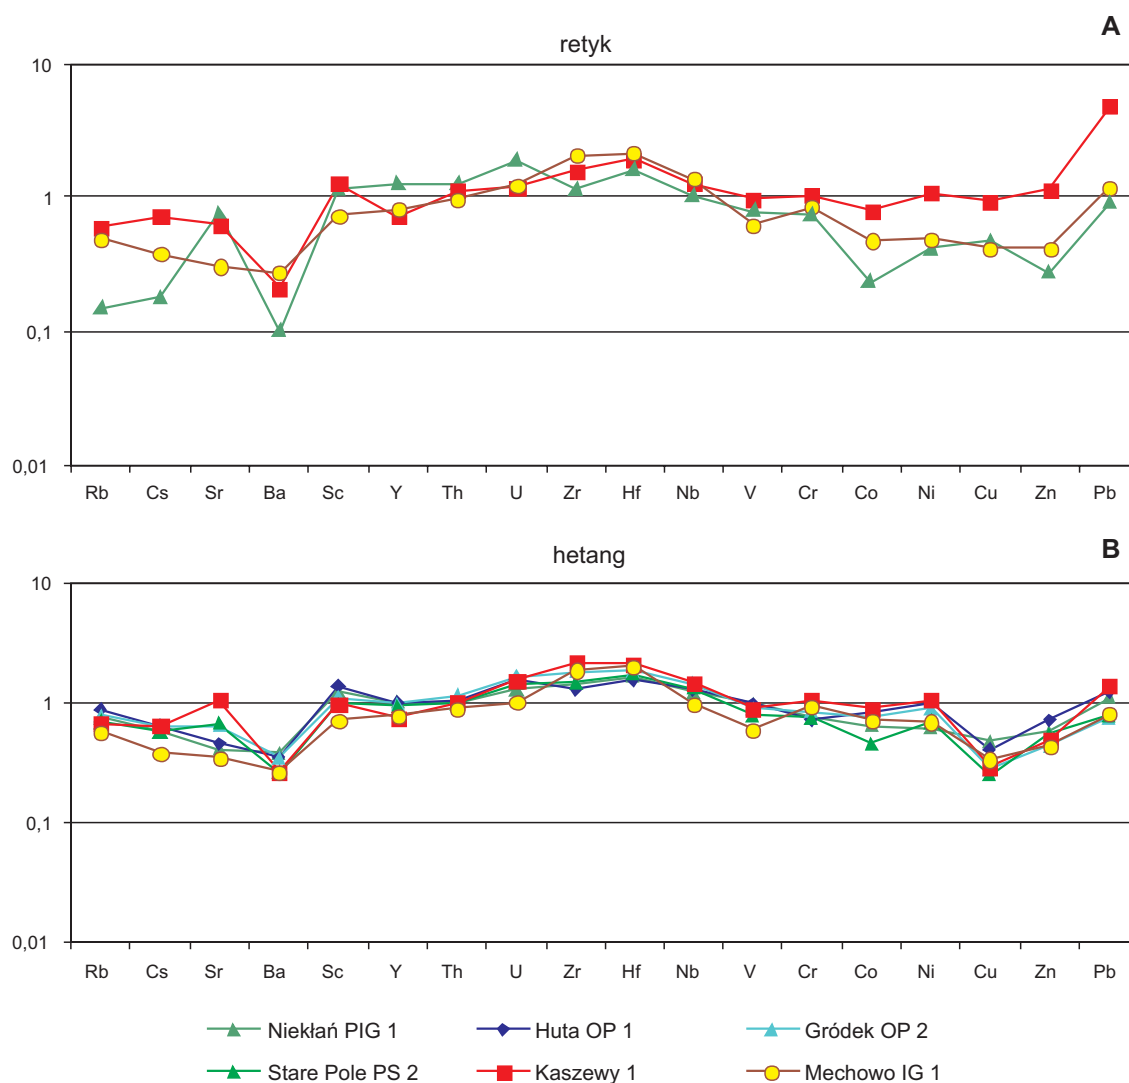 A
retyk
10
1
0,1
0,01
Rb Cs Sr Ba Sc Y Th U Zr Hf Nb V Cr Co Ni Cu Zn Pb
B
hetang
10
1
0,1
0,01
Rb Cs Sr Ba Sc Y Th U Zr Hf Nb V Cr Co Ni Cu Zn Pb
Niekłań PIG 1 Huta OP 1 Gródek OP 2
Stare Pole PS 2 Kaszewy 1 Mechowo IG 1